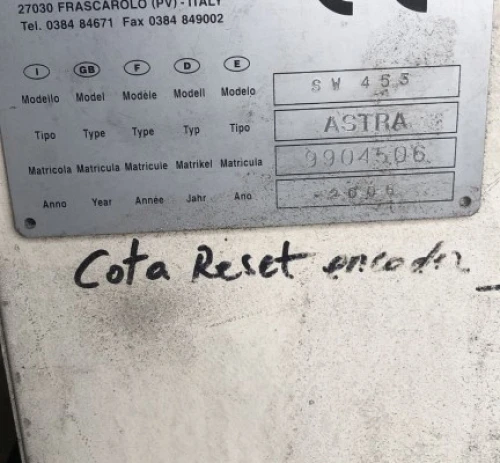 27030 FRASCAROLO (PV) - ITALY
Tel. 0384 84671 Fax 0384 849002
I GB F D E
Modello Model Modèle Modell Modelo SW 455
Tipo Type Type Typ Tipo ASTRA
Matricola Matricula Matricule Matrikel Matricula 9904506
Anno Year Année Jahr Ano 2006
Cota Reset encoder